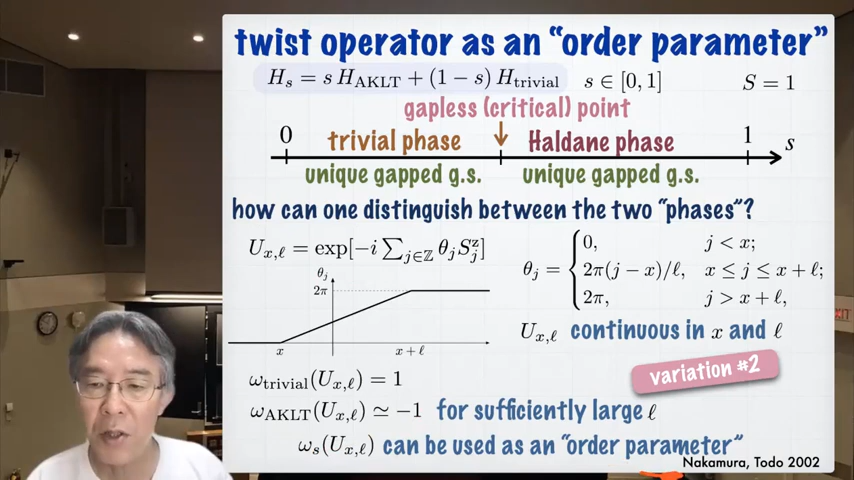 twist operator as an "order parameter"
H_s = s H_AKLT + (1 − s) H_trivial   s ∈ [0, 1]   S = 1
gapless (critical) point
0   trivial phase   Haldane phase   1   s
unique gapped g.s.   unique gapped g.s.
how can one distinguish between the two "phases"?
U_{x,ℓ} = exp[−i ∑_{j∈ℤ} θ_j S_j^z]
θ_j = { 0,   j < x;
2π(j − x)/ℓ,   x ≤ j ≤ x + ℓ;
2π,   j > x + ℓ,
θ_j
2π
x   x + ℓ
U_{x,ℓ} continuous in x and ℓ
variation #2
ω_trivial(U_{x,ℓ}) = 1
ω_AKLT(U_{x,ℓ}) ≃ −1 for sufficiently large ℓ
ω_s(U_{x,ℓ}) can be used as an "order parameter"
Nakamura, Todo 2002